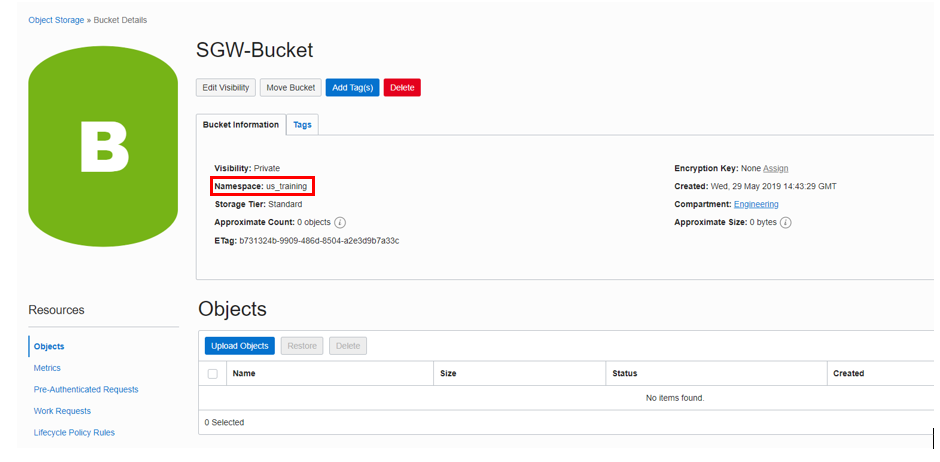 Object Storage » Bucket Details
B
SGW-Bucket
Edit Visibility Move Bucket Add Tag(s) Delete
Bucket Information Tags
Visibility: Private
Namespace: us_training
Storage Tier: Standard
Approximate Count: 0 objects i
ETag: b731324b-9909-486d-8504-a2e3d9b7a33c
Encryption Key: None Assign
Created: Wed, 29 May 2019 14:43:29 GMT
Compartment: Engineering
Approximate Size: 0 bytes i
Resources
Objects
Metrics
Pre-Authenticated Requests
Work Requests
Lifecycle Policy Rules
Objects
Upload Objects Restore Delete
Name Size Status Created
No items found.
0 Selected